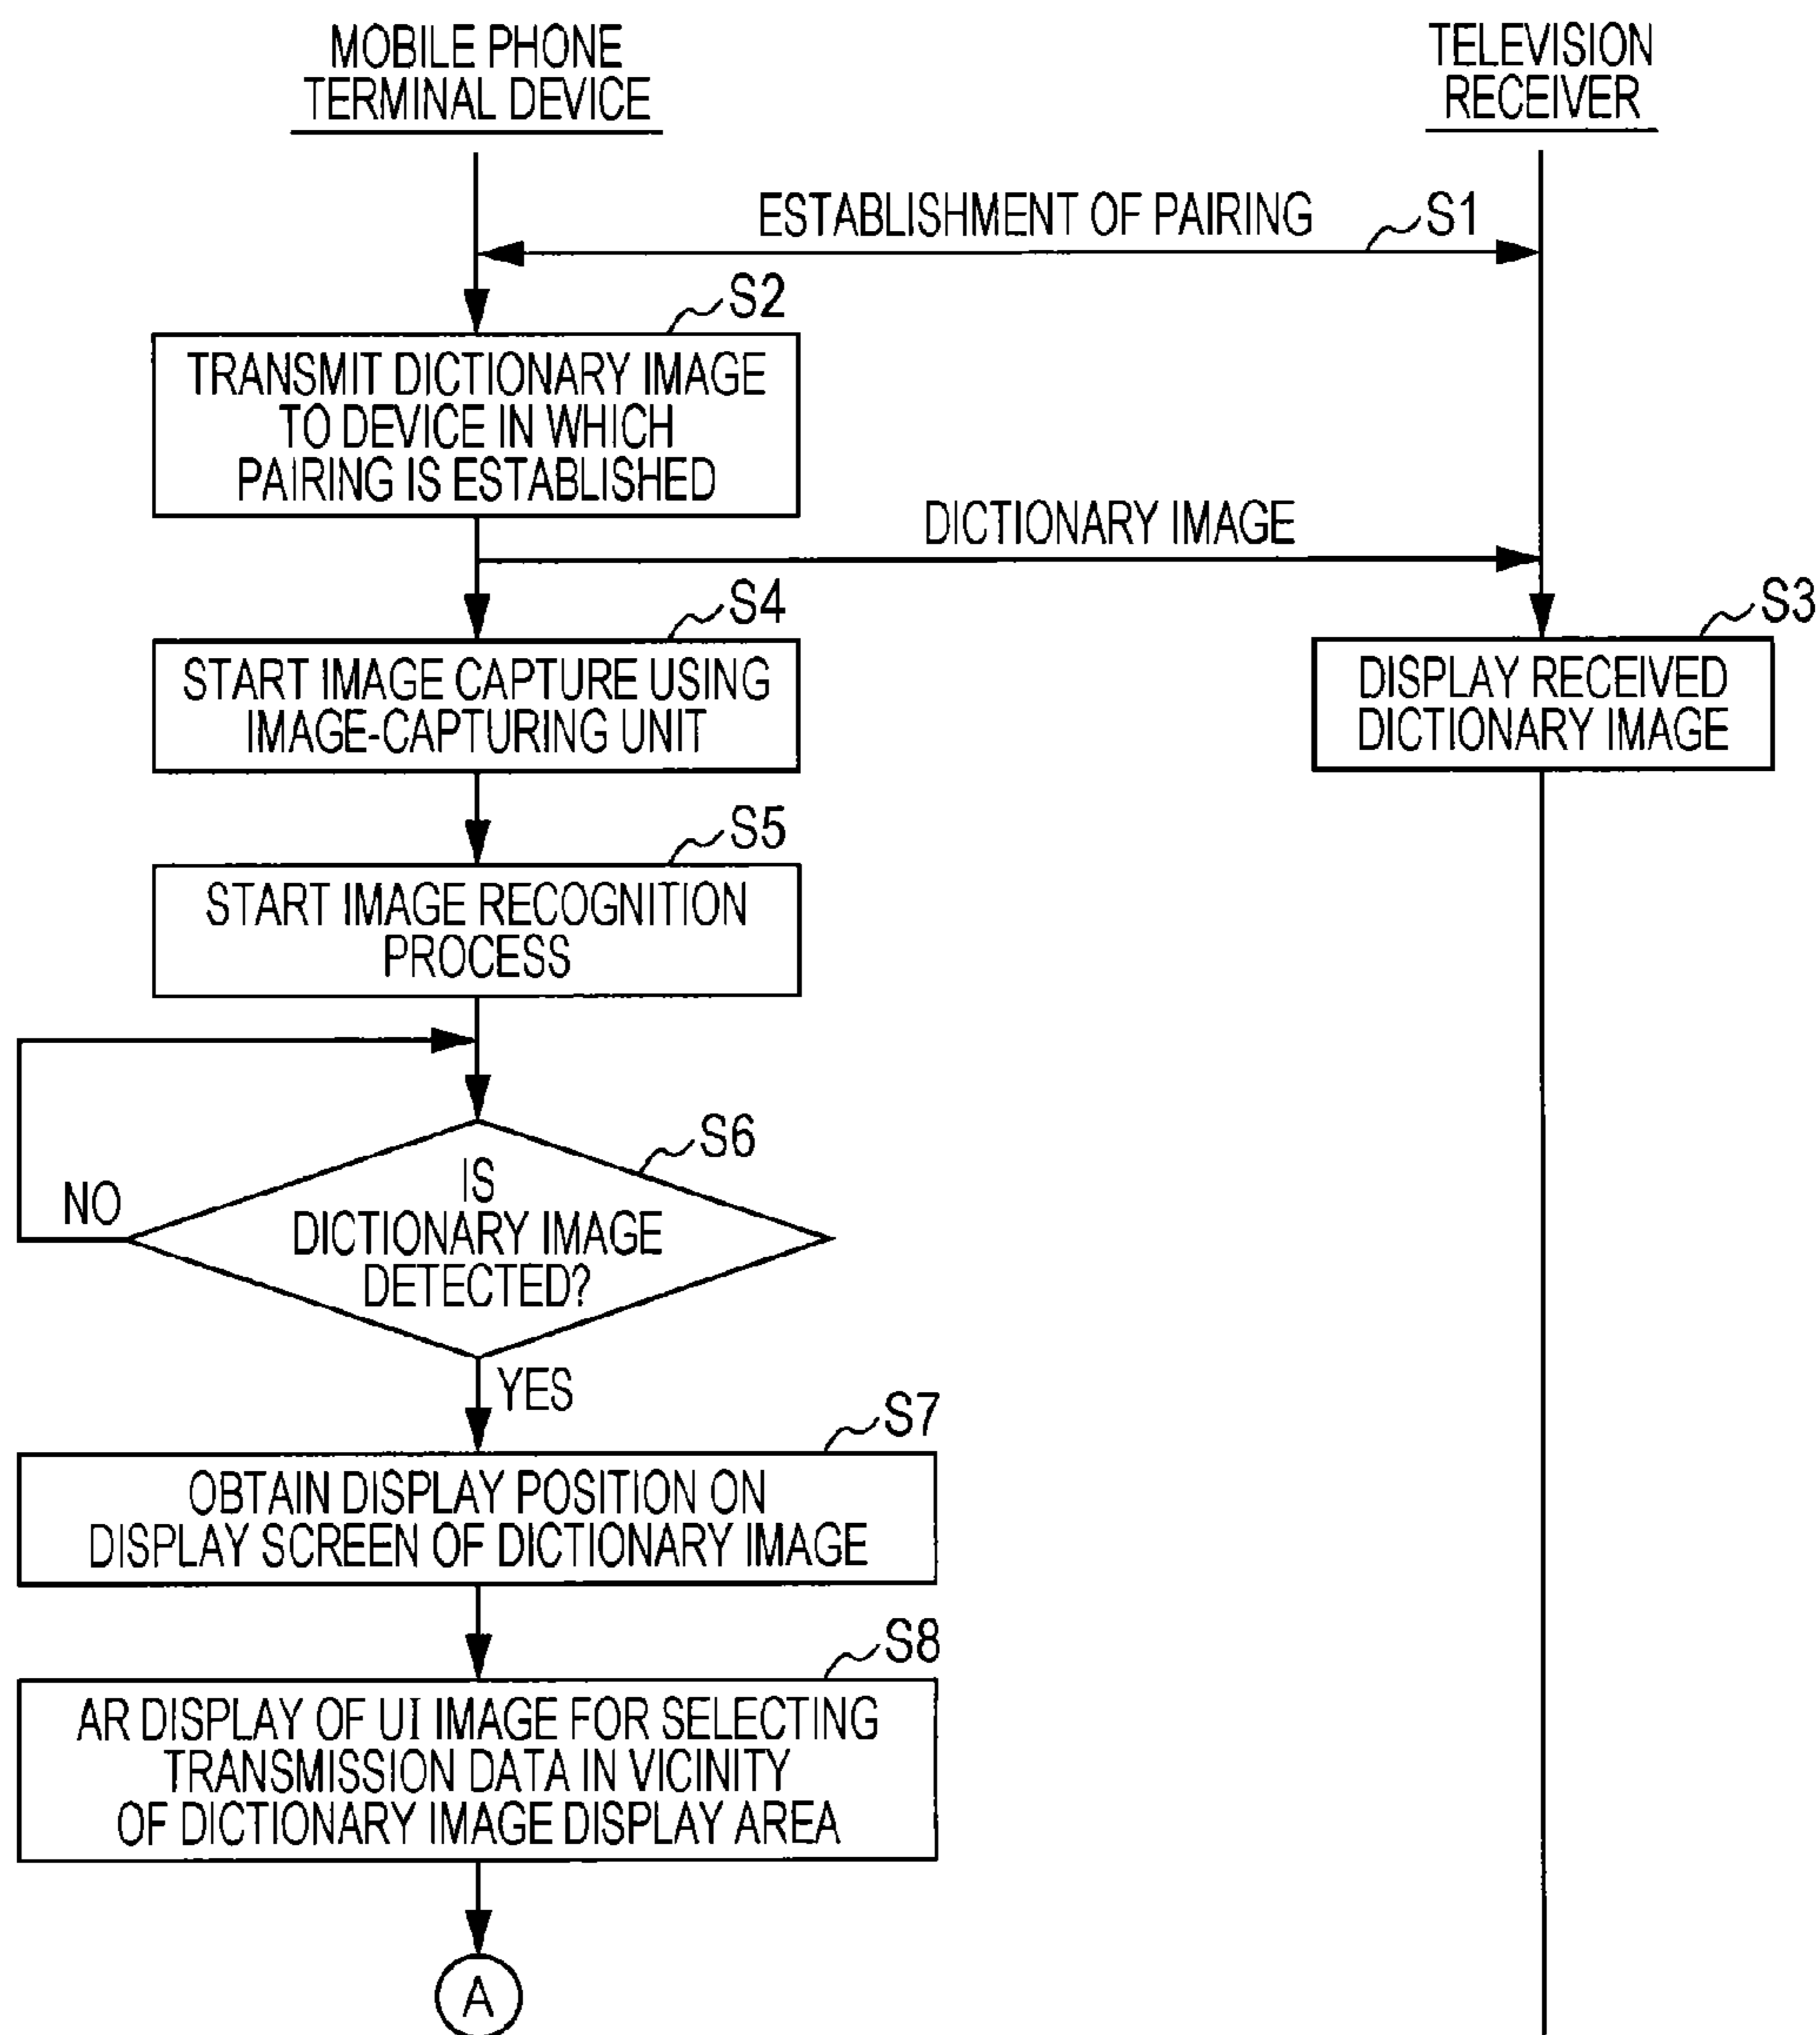 MOBILE PHONE
TERMINAL DEVICE
TELEVISION
RECEIVER
ESTABLISHMENT OF PAIRING
S1
S2
TRANSMIT DICTIONARY IMAGE
TO DEVICE IN WHICH
PAIRING IS ESTABLISHED
DICTIONARY IMAGE
S4
START IMAGE CAPTURE USING
IMAGE-CAPTURING UNIT
S3
DISPLAY RECEIVED
DICTIONARY IMAGE
S5
START IMAGE RECOGNITION
PROCESS
S6
IS
DICTIONARY IMAGE
DETECTED?
NO
YES
S7
OBTAIN DISPLAY POSITION ON
DISPLAY SCREEN OF DICTIONARY IMAGE
S8
AR DISPLAY OF UI IMAGE FOR SELECTING
TRANSMISSION DATA IN VICINITY
OF DICTIONARY IMAGE DISPLAY AREA
A